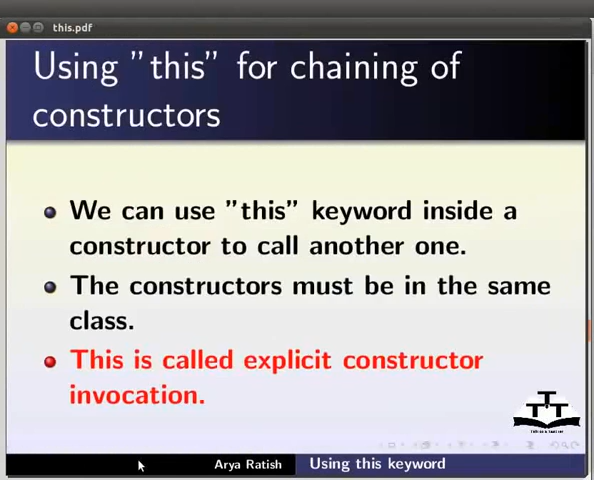 this.pdf
Using "this" for chaining of
constructors
We can use "this" keyword inside a
constructor to call another one.
The constructors must be in the same
class.
This is called explicit constructor
invocation.
Arya Ratish
Using this keyword